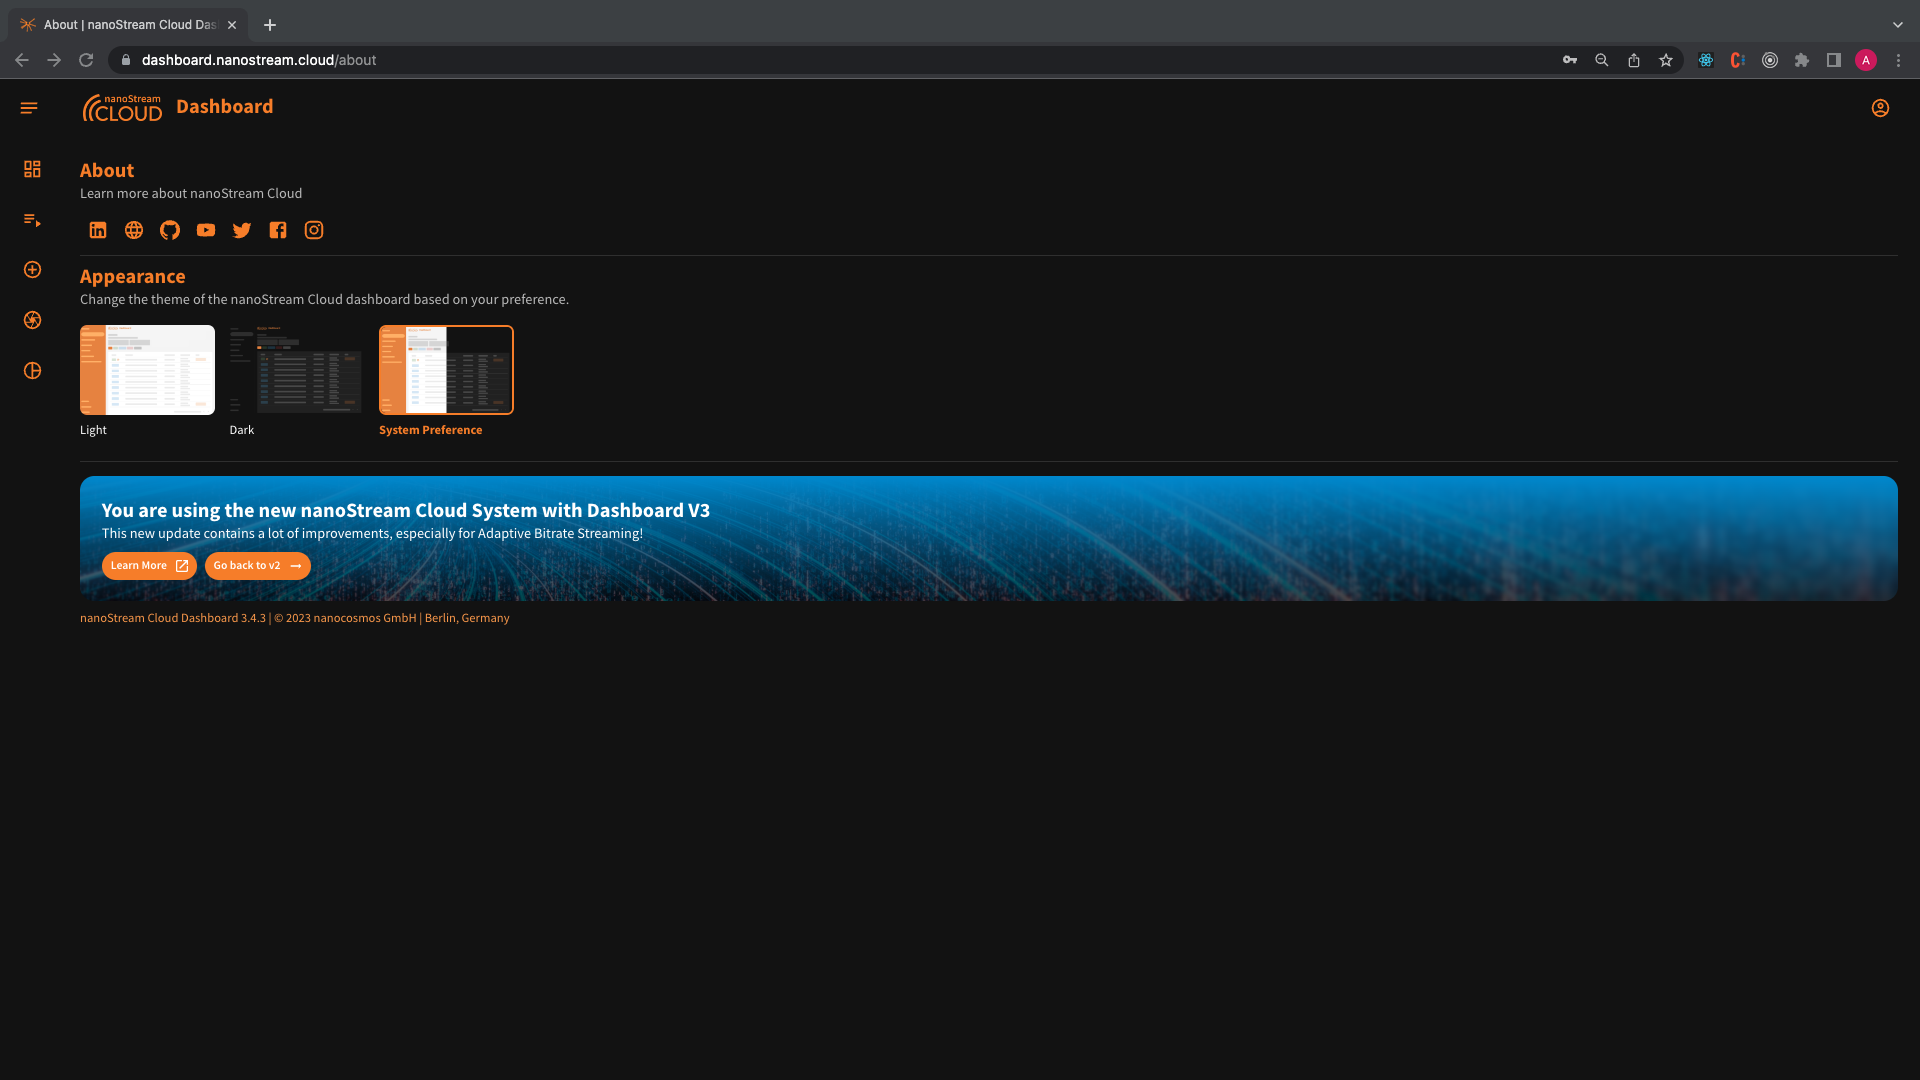 About | nanoStream Cloud Das
dashboard.nanostream.cloud/about
A
nanoStream
CLOUD
Dashboard
About
Learn more about nanoStream Cloud
Appearance
Change the theme of the nanoStream Cloud dashboard based on your preference.
Light
Dark
System Preference
You are using the new nanoStream Cloud System with Dashboard V3
This new update contains a lot of improvements, especially for Adaptive Bitrate Streaming!
Learn More
Go back to v2
nanoStream Cloud Dashboard 3.4.3 | © 2023 nanocosmos GmbH | Berlin, Germany